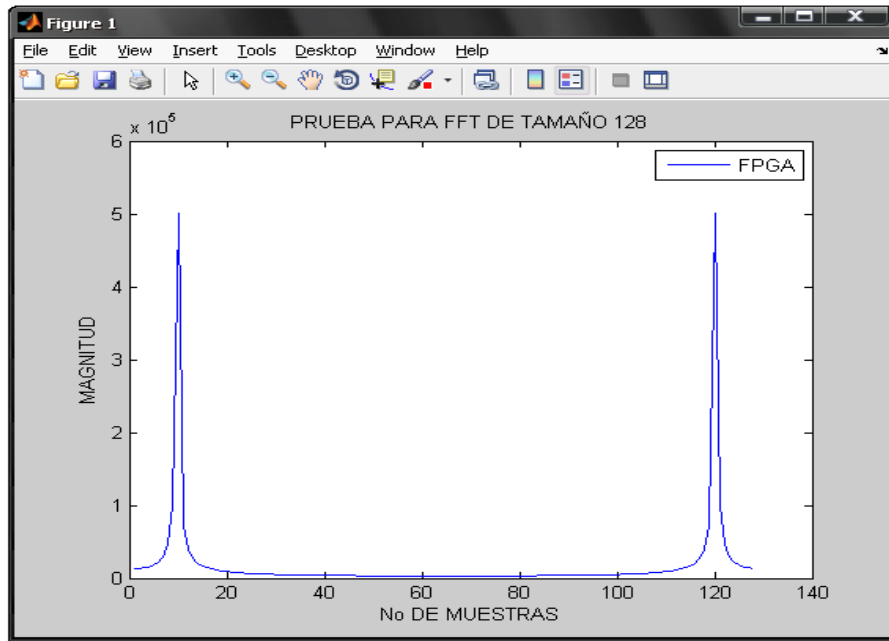 Figure 1
File Edit View Insert Tools Desktop Window Help
x 10^5
PRUEBA PARA FFT DE TAMAÑO 128
FPGA
6
5
4
3
2
1
0
MAGNITUD
0 20 40 60 80 100 120 140
No DE MUESTRAS